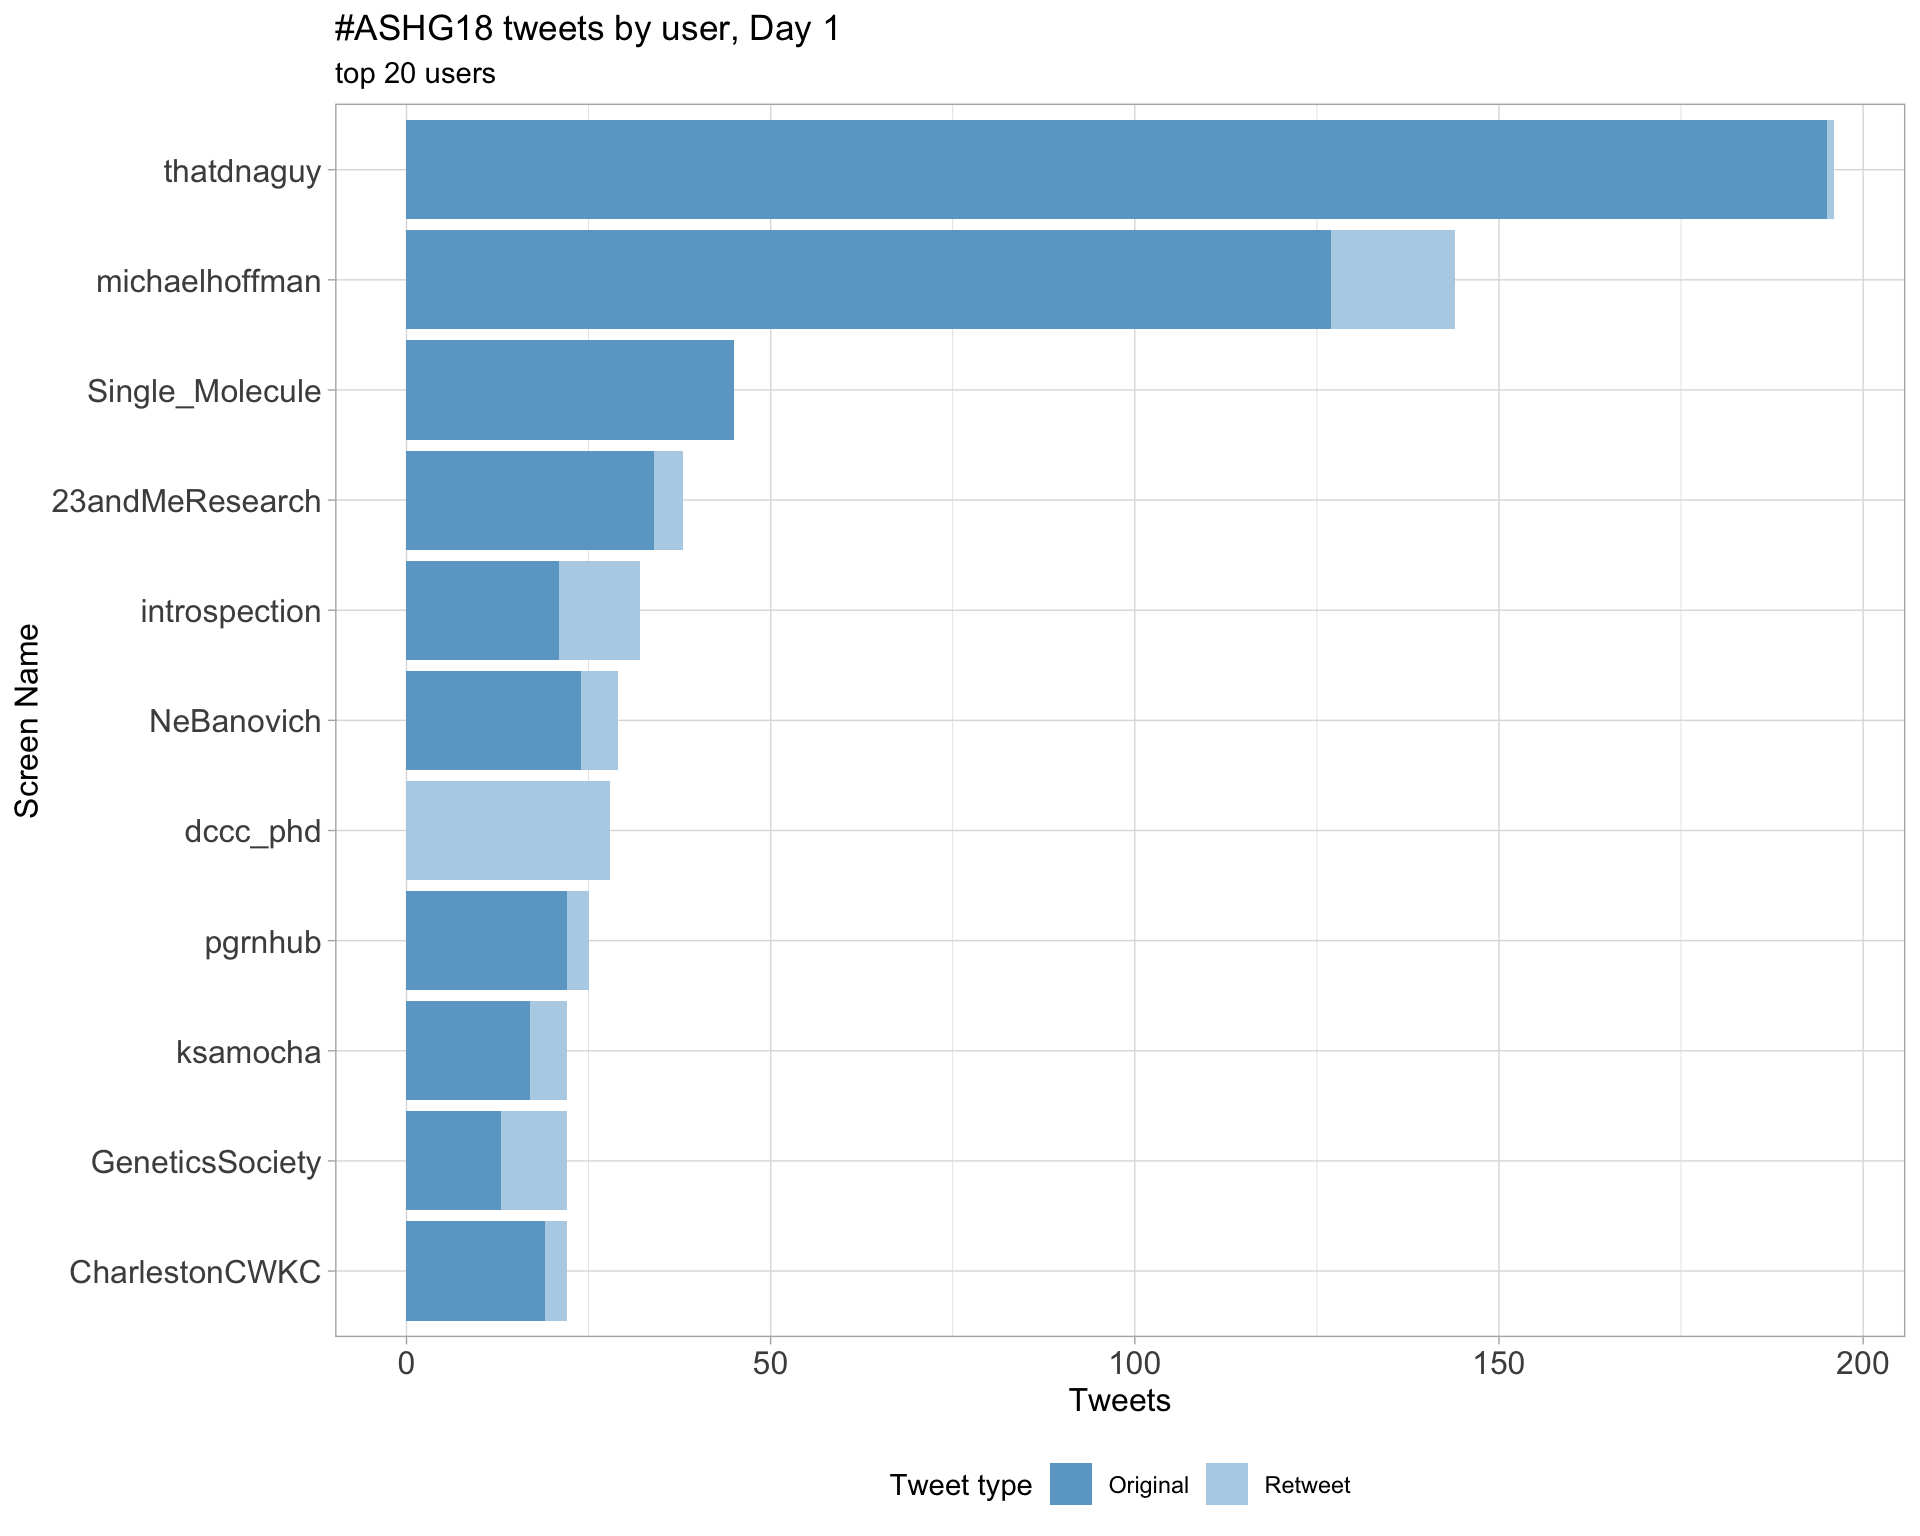 #ASHG18 tweets by user, Day 1
top 20 users
Screen Name
thatdnaguy
michaelhoffman
Single_Molecule
23andMeResearch
introspection
NeBanovich
dccc_phd
pgrnhub
ksamocha
GeneticsSociety
CharlestonCWKC
0 50 100 150 200
Tweets
Tweet type Original Retweet